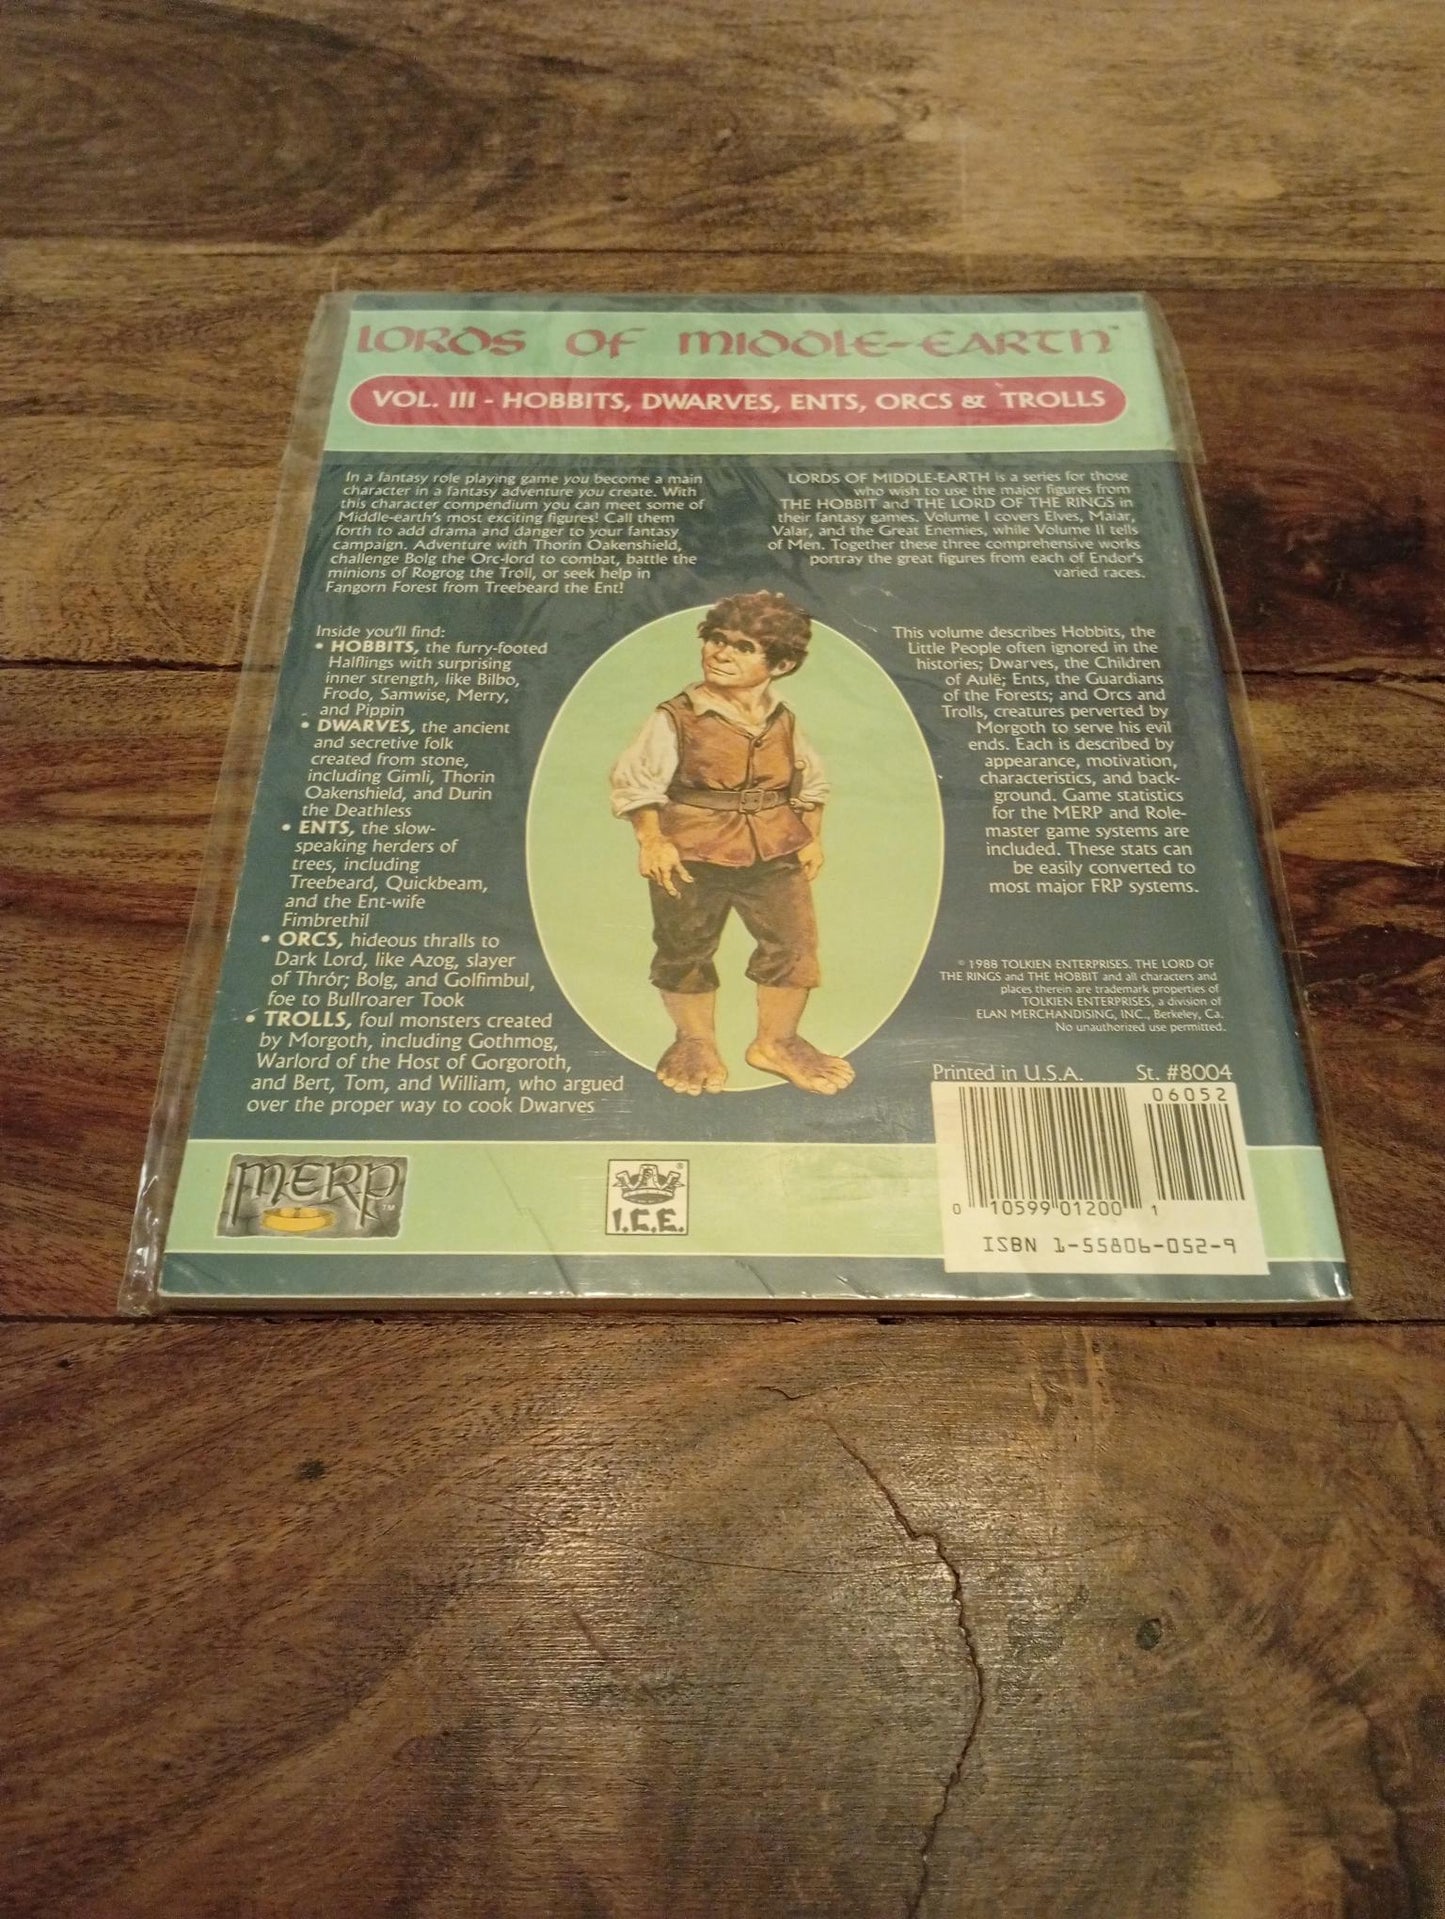 LORDS OF MIDDLE-EARTH™
VOL. III - HOBBITS, DWARVES, ENTS, ORCS & TROLLS
In a fantasy role playing game you become a main
character in a fantasy adventure you create. With
this character compendium you can meet some of
Middle-earth's most exciting figures! Call them
forth to add drama and danger to your fantasy
campaign. Adventure with Thorin Oakenshield,
challenge Bolg the Orc-lord to combat, battle the
minions of Rogrog the Troll, or seek help in
Fangorn Forest from Treebeard the Ent!
LORDS OF MIDDLE-EARTH is a series for those
who wish to use the major figures from
THE HOBBIT and THE LORD OF THE RINGS in
their fantasy games. Volume I covers Elves, Maiar,
Valar, and the Great Enemies, while Volume II tells
of Men. Together these three comprehensive works
portray the great figures from each of Endor's
varied races.
Inside you'll find:
• HOBBITS, the furry-footed
Halflings with surprising
inner strength, like Bilbo,
Frodo, Samwise, Merry,
and Pippin
• DWARVES, the ancient
and secretive folk
created from stone,
including Gimli, Thorin
Oakenshield, and Durin
the Deathless
• ENTS, the slow-
speaking herders of
trees, including
Treebeard, Quickbeam,
and the Ent-wife
Fimbrethil
• ORCS, hideous thralls to
Dark Lord, like Azog, slayer
of Thrór; Bolg, and Golfimbul,
foe to Bullroarer Took
• TROLLS, foul monsters created
by Morgoth, including Gothmog,
Warlord of the Host of Gorgoroth,
and Bert, Tom, and William, who argued
over the proper way to cook Dwarves
This volume describes Hobbits, the
Little People often ignored in the
histories; Dwarves, the Children
of Aulë; Ents, the Guardians
of the Forests; and Orcs and
Trolls, creatures perverted by
Morgoth to serve his evil
ends. Each is described by
appearance, motivation,
characteristics, and back-
ground. Game statistics
for the MERP and Role-
master game systems are
included. These stats can
be easily converted to
most major FRP systems.
© 1988 TOLKIEN ENTERPRISES. THE LORD OF
THE RINGS and THE HOBBIT and all characters and
places therein are trademark properties of
TOLKIEN ENTERPRISES, a division of
ELAN MERCHANDISING, INC., Berkeley, Ca.
No unauthorized use permitted.
Printed in U.S.A. St. #8004
06052
0 10599 01200 1
ISBN 1-55806-052-9
MERP™
I.C.E.®